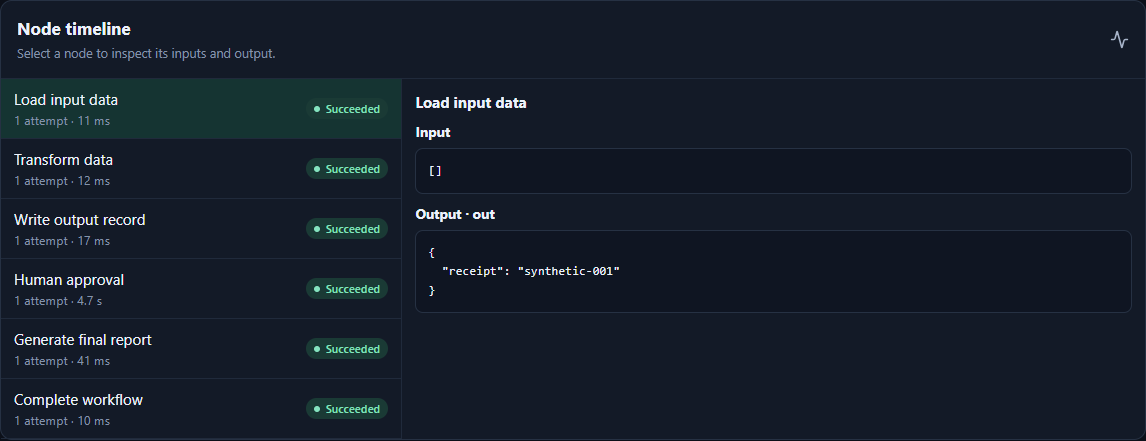 Node timeline
Select a node to inspect its inputs and output.
Load input data
1 attempt · 11 ms
Succeeded
Transform data
1 attempt · 12 ms
Succeeded
Write output record
1 attempt · 17 ms
Succeeded
Human approval
1 attempt · 4.7 s
Succeeded
Generate final report
1 attempt · 41 ms
Succeeded
Complete workflow
1 attempt · 10 ms
Succeeded
Load input data
Input
[]
Output · out
{
  "receipt": "synthetic-001"
}